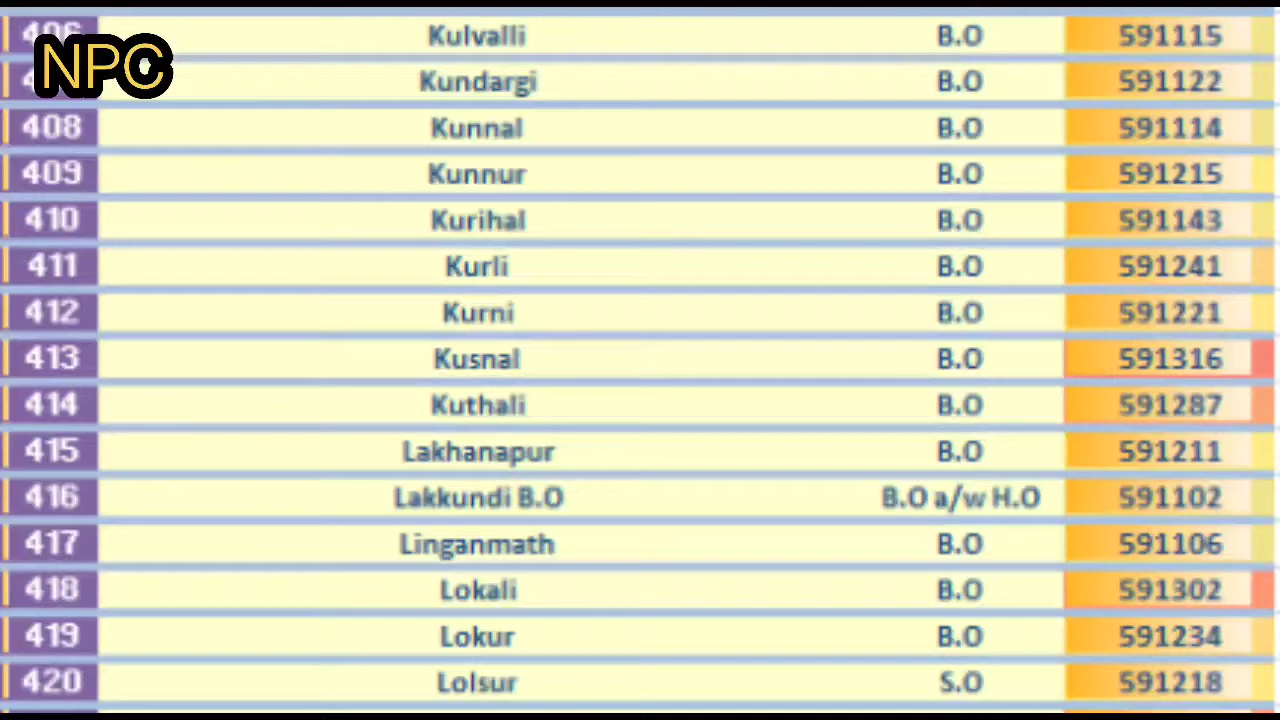 NPC
Kulvalli B.O 591115
Kundargi B.O 591122
408 Kunnal B.O 591114
409 Kunnur B.O 591215
410 Kurihal B.O 591143
411 Kurli B.O 591241
412 Kurni B.O 591221
413 Kusnal B.O 591316
414 Kuthali B.O 591287
415 Lakhanapur B.O 591211
416 Lakkundi B.O B.O a/w H.O 591102
417 Linganmath B.O 591106
418 Lokali B.O 591302
419 Lokur B.O 591234
420 Lolsur S.O 591218